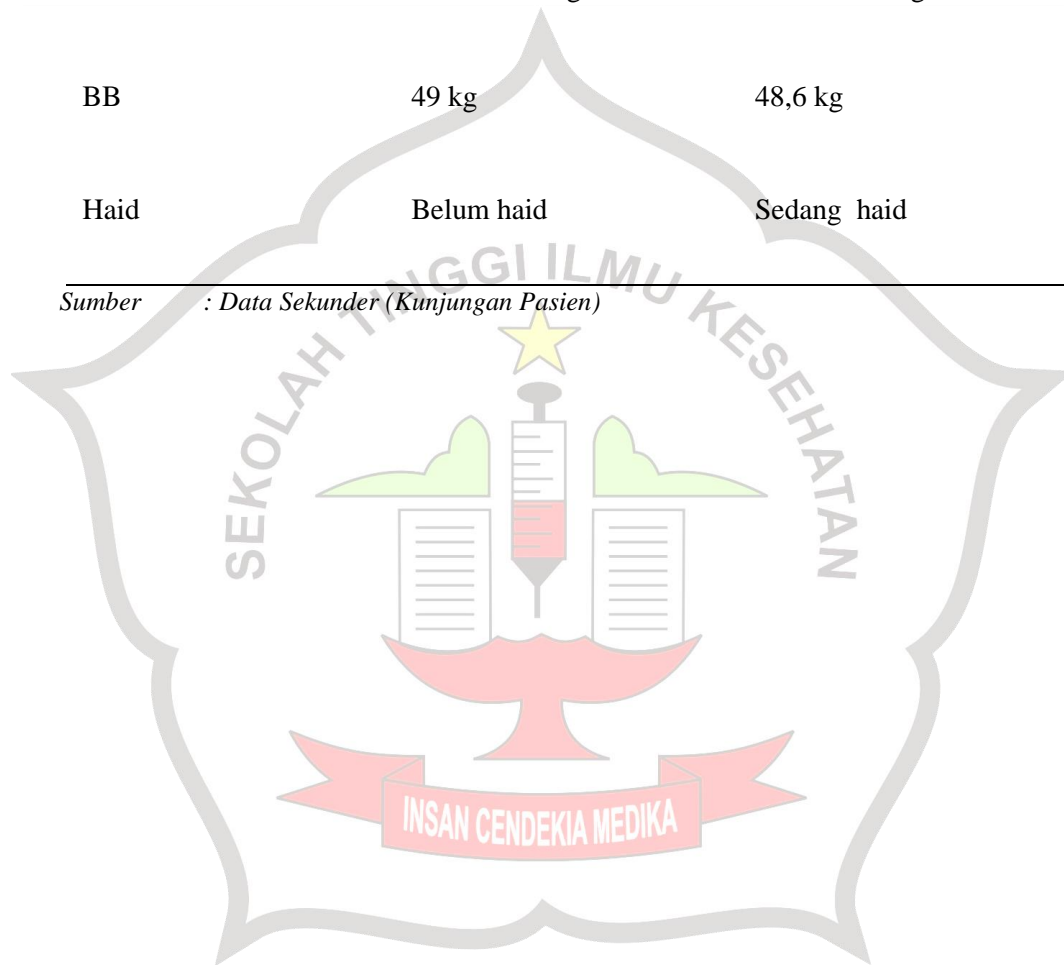 BB 49 kg 48,6 kg
Haid Belum haid Sedang haid
Sumber : Data Sekunder (Kunjungan Pasien)
SEKOLAH TINGGI ILMU KESEHATAN
INSAN CENDEKIA MEDIKA